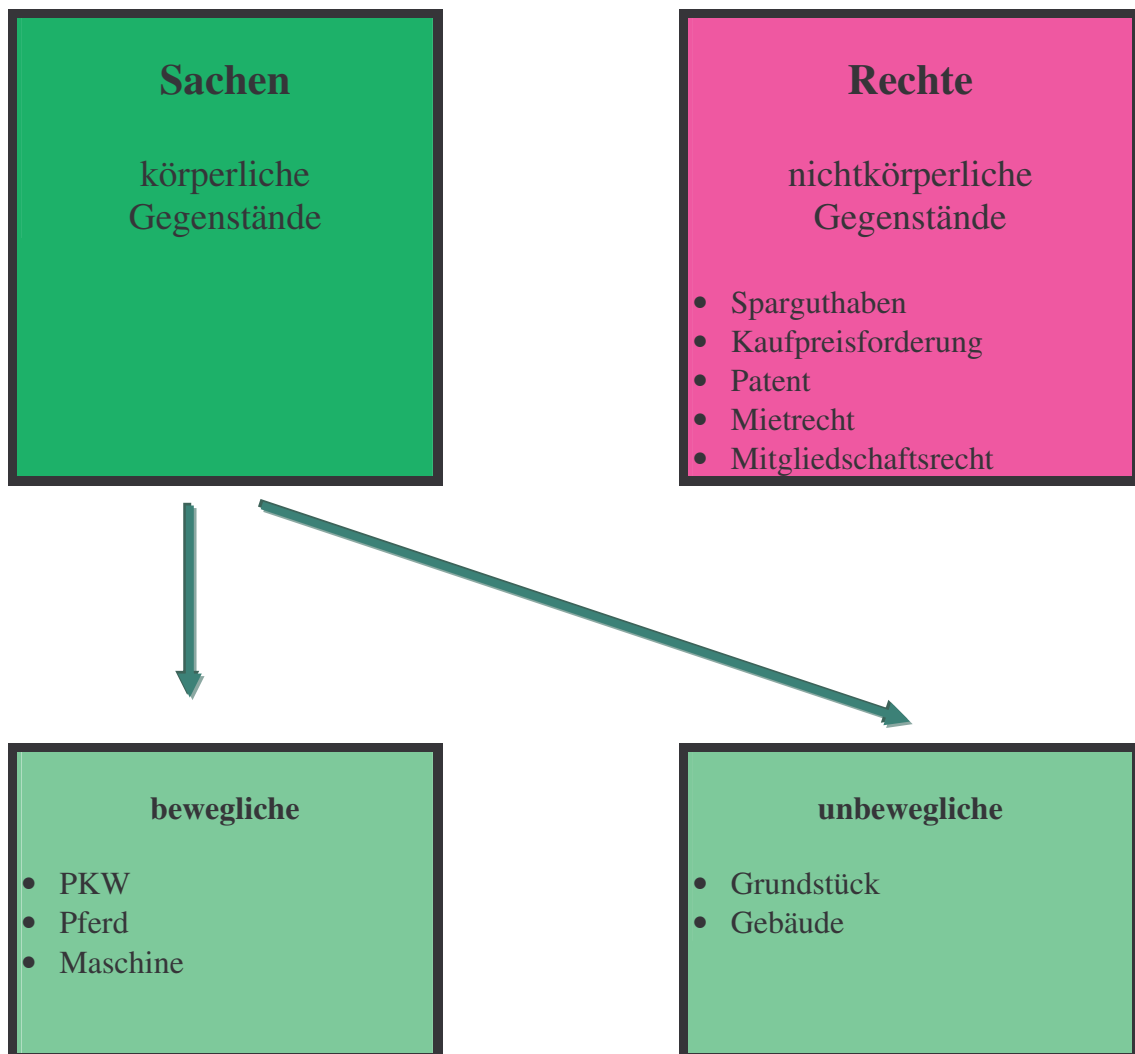 Sachen
körperliche
Gegenstände
Rechte
nichtkörperliche
Gegenstände
• Sparguthaben
• Kaufpreisforderung
• Patent
• Mietrecht
• Mitgliedschaftsrecht
bewegliche
• PKW
• Pferd
• Maschine
unbewegliche
• Grundstück
• Gebäude